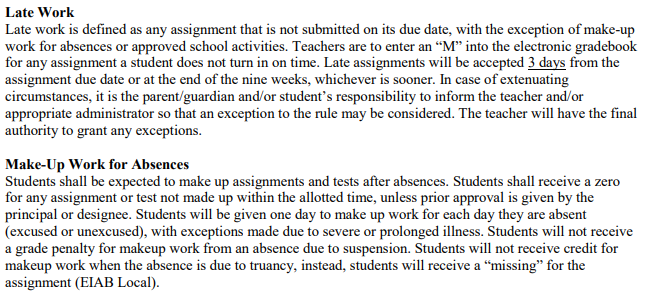 Late Work
Late work is defined as any assignment that is not submitted on its due date, with the exception of make-up
work for absences or approved school activities. Teachers are to enter an “M” into the electronic gradebook
for any assignment a student does not turn in on time. Late assignments will be accepted 3 days from the
assignment due date or at the end of the nine weeks, whichever is sooner. In case of extenuating
circumstances, it is the parent/guardian and/or student’s responsibility to inform the teacher and/or
appropriate administrator so that an exception to the rule may be considered. The teacher will have the final
authority to grant any exceptions.
Make-Up Work for Absences
Students shall be expected to make up assignments and tests after absences. Students shall receive a zero
for any assignment or test not made up within the allotted time, unless prior approval is given by the
principal or designee. Students will be given one day to make up work for each day they are absent
(excused or unexcused), with exceptions made due to severe or prolonged illness. Students will not receive
a grade penalty for makeup work from an absence due to suspension. Students will not receive credit for
makeup work when the absence is due to truancy, instead, students will receive a “missing” for the
assignment (EIAB Local).